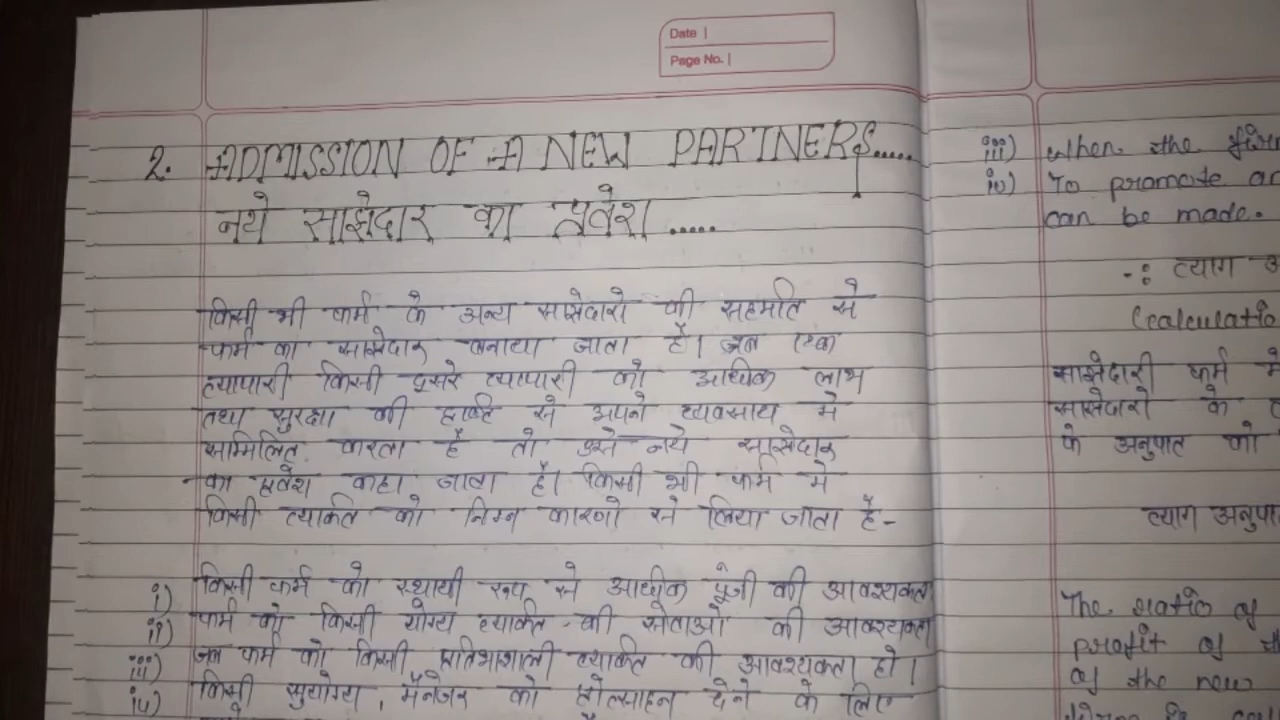 Date |
Page No. |
2. ADMISSION OF A NEW PARTNERS.....
नये साझेदार का प्रवेश .....
किसी भी फर्म के अन्य साझेदारो की सहमति से
फर्म का साझेदार बनाया जाता है। जब एक
व्यापारी किसी दूसरे व्यापारी को अधिक लाभ
तथा सुरक्षा की दृष्टि से अपने व्यवसाय मे
सम्मिलित करता है तो उसे नये साझेदार
का प्रवेश कहा जाता है। किसी भी फर्म मे
किसी व्यक्ति को निम्न कारणो से लिया जाता है-
i) किसी फर्म को स्थायी रूप से अधिक पूंजी की आवश्यकता
ii) फर्म को किसी योग्य व्यक्ति की सेवाओ की आवश्यकता
iii) जब फर्म को किसी प्रतिभाशाली व्यक्ति की आवश्यकता हो।
iv) किसी सुयोग्य मैनेजर को प्रोत्साहन देने के लिए
iii) When the
iv) To promote
can be made.
-: त्याग
साझेदारी फर्म
साझेदारो के
के अनुपात को
त्याग
The ratio of
profit of
of the new